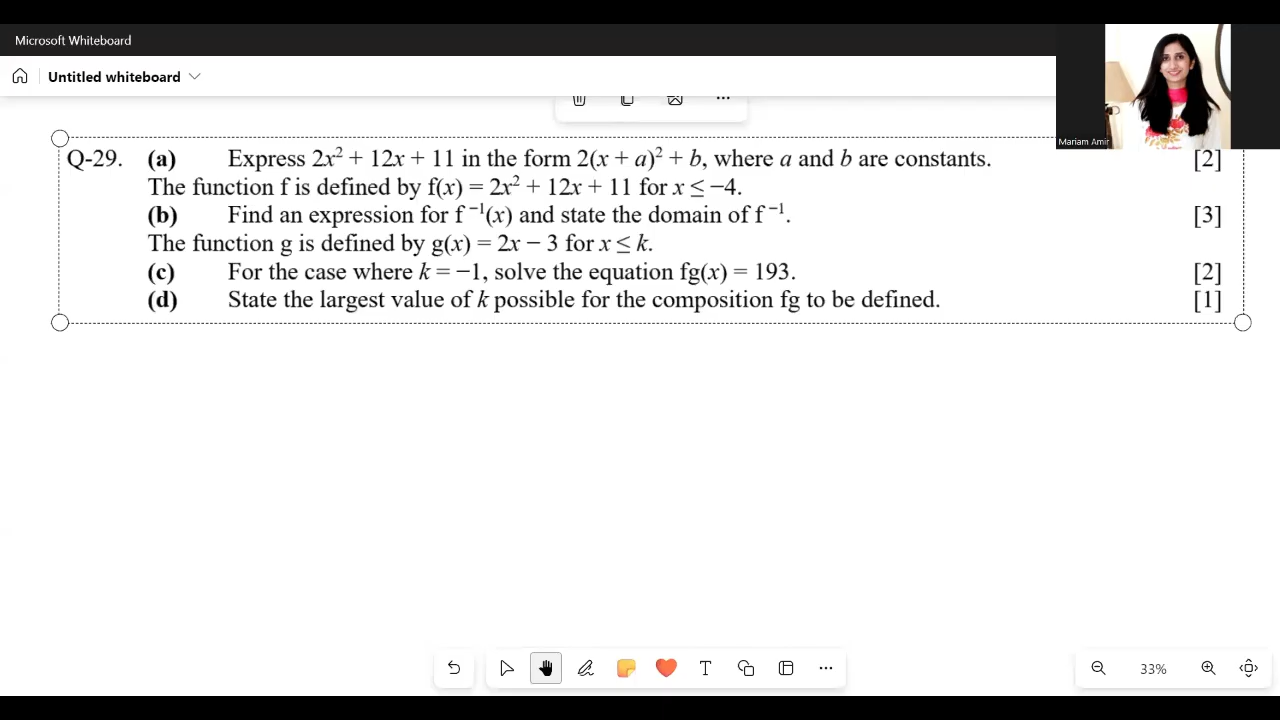 Microsoft Whiteboard
Untitled whiteboard
Mariam Amir
Q-29. (a) Express 2x² + 12x + 11 in the form 2(x + a)² + b, where a and b are constants. [2]
The function f is defined by f(x) = 2x² + 12x + 11 for x ≤ −4.
(b) Find an expression for f⁻¹(x) and state the domain of f⁻¹. [3]
The function g is defined by g(x) = 2x − 3 for x ≤ k.
(c) For the case where k = −1, solve the equation fg(x) = 193. [2]
(d) State the largest value of k possible for the composition fg to be defined. [1]
T
33%